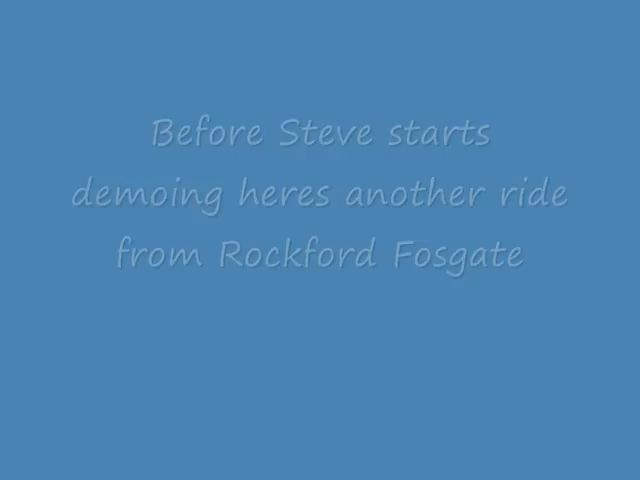 Before Steve starts
demoing heres another ride
from Rockford Fosgate